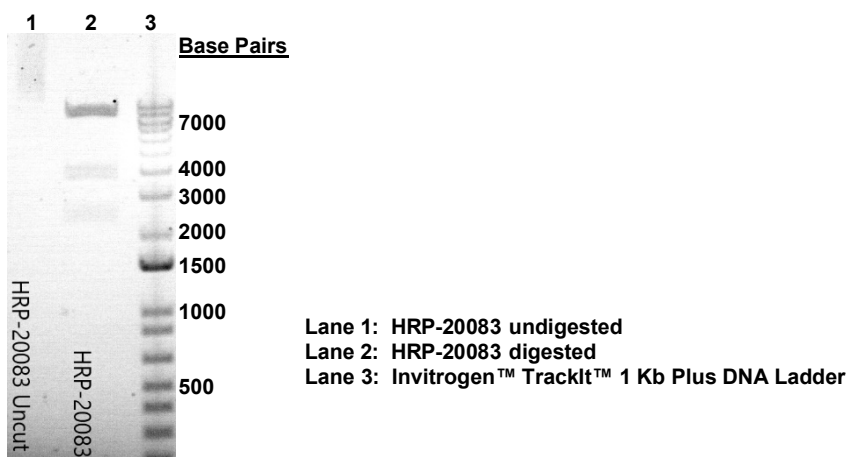 1 2 3
Base Pairs
7000
4000
3000
2000
1500
1000
500
HRP-20083 Uncut
HRP-20083
Lane 1: HRP-20083 undigested
Lane 2: HRP-20083 digested
Lane 3: Invitrogen™ TrackIt™ 1 Kb Plus DNA Ladder